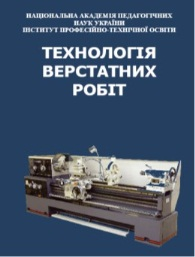 НАЦІОНАЛЬНА АКАДЕМІЯ ПЕДАГОГІЧНИХ
НАУК УКРАЇНИ
ІНСТИТУТ ПРОФЕСІЙНО-ТЕХНІЧНОЇ ОСВІТИ
ТЕХНОЛОГІЯ
ВЕРСТАТНИХ
РОБІТ